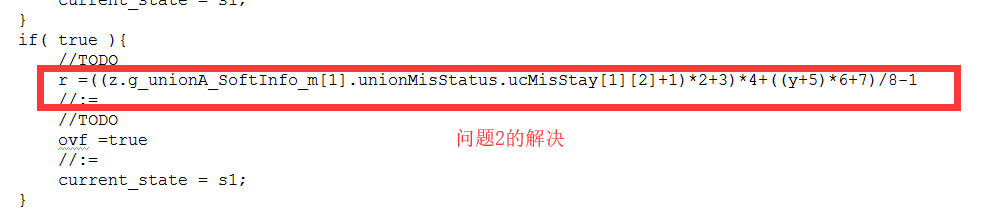 current_state = s1;
}
if( true ){
//TODO
r =((z.g_unionA_SoftInfo_m[1].unionMisStatus.ucMisStay[1][2]+1)*2+3)*4+((y+5)*6+7)/8-1
//:=
//TODO
ovf =true
问题2的解决
//:=
current_state = s1;
}